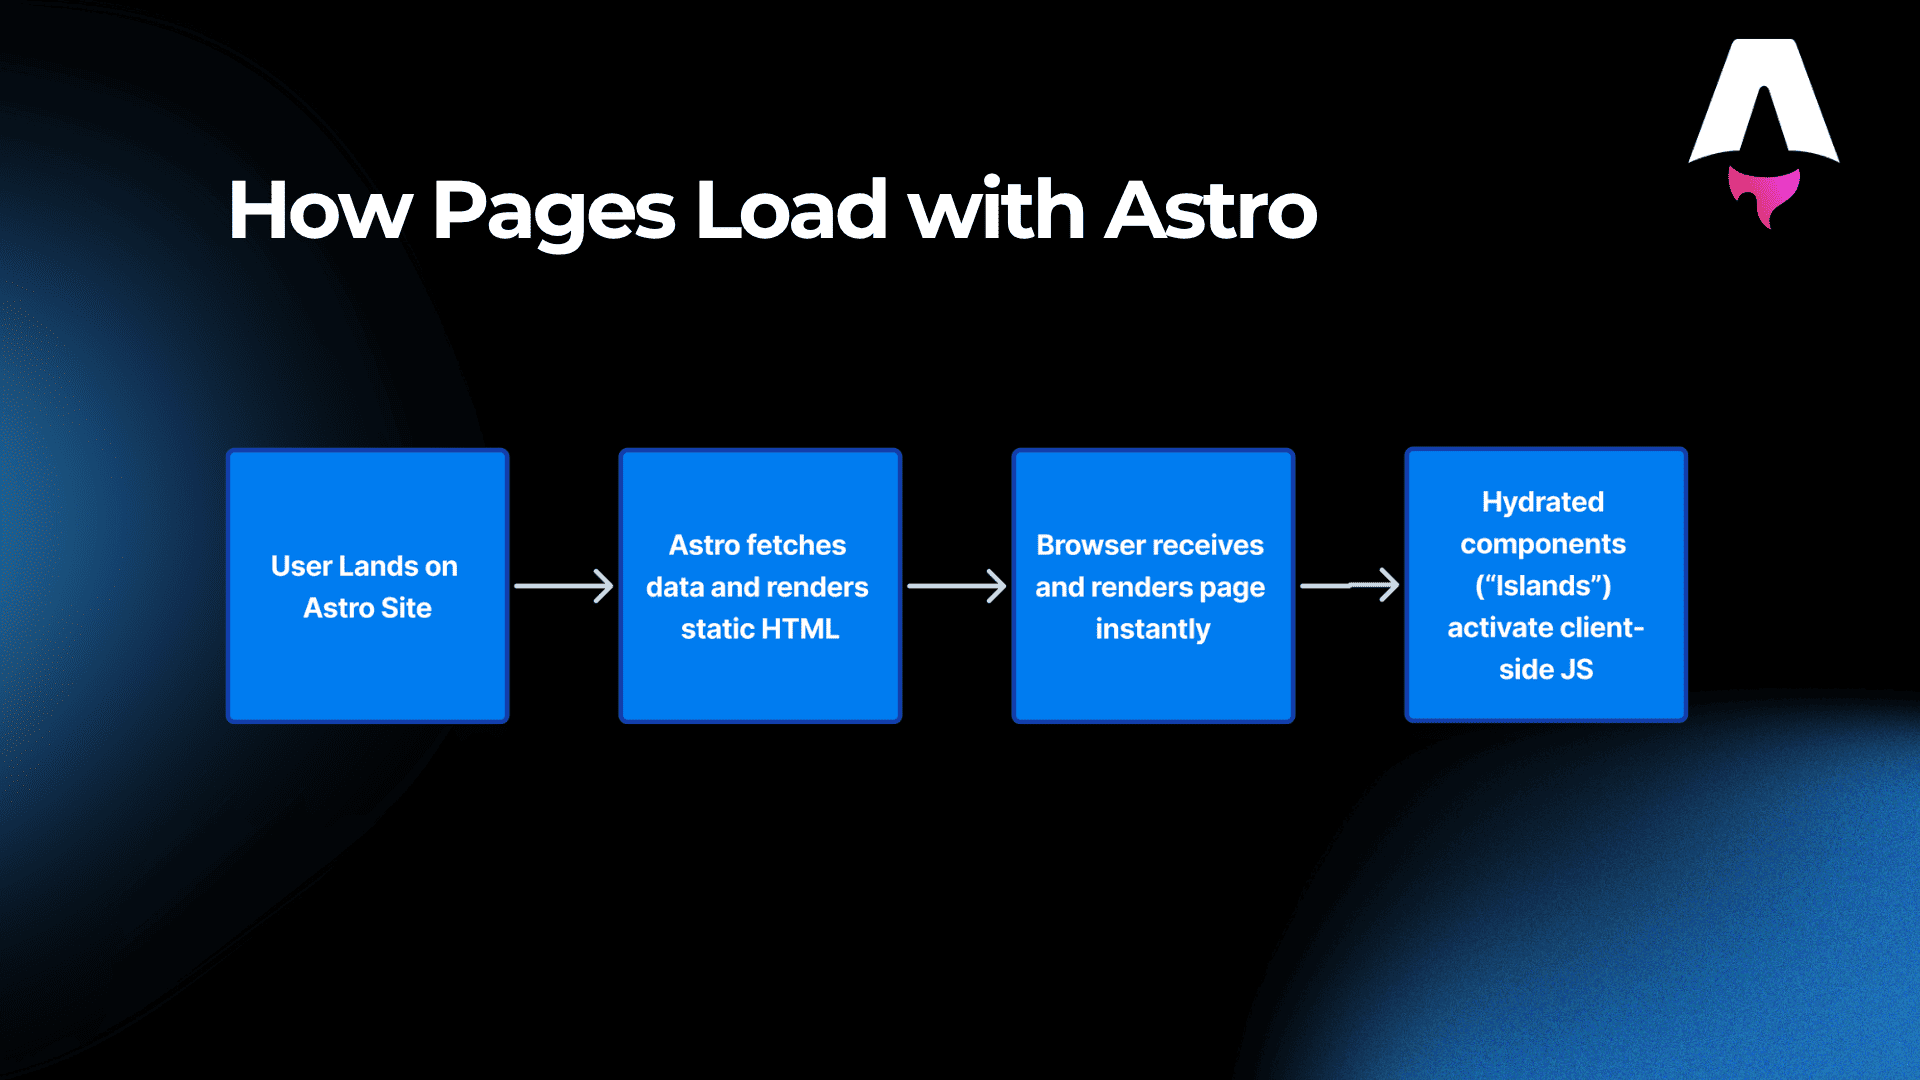 How Pages Load with Astro
User Lands on
Astro Site
Astro fetches
data and renders
static HTML
Browser receives
and renders page
instantly
Hydrated
components
(“Islands”)
activate client-
side JS